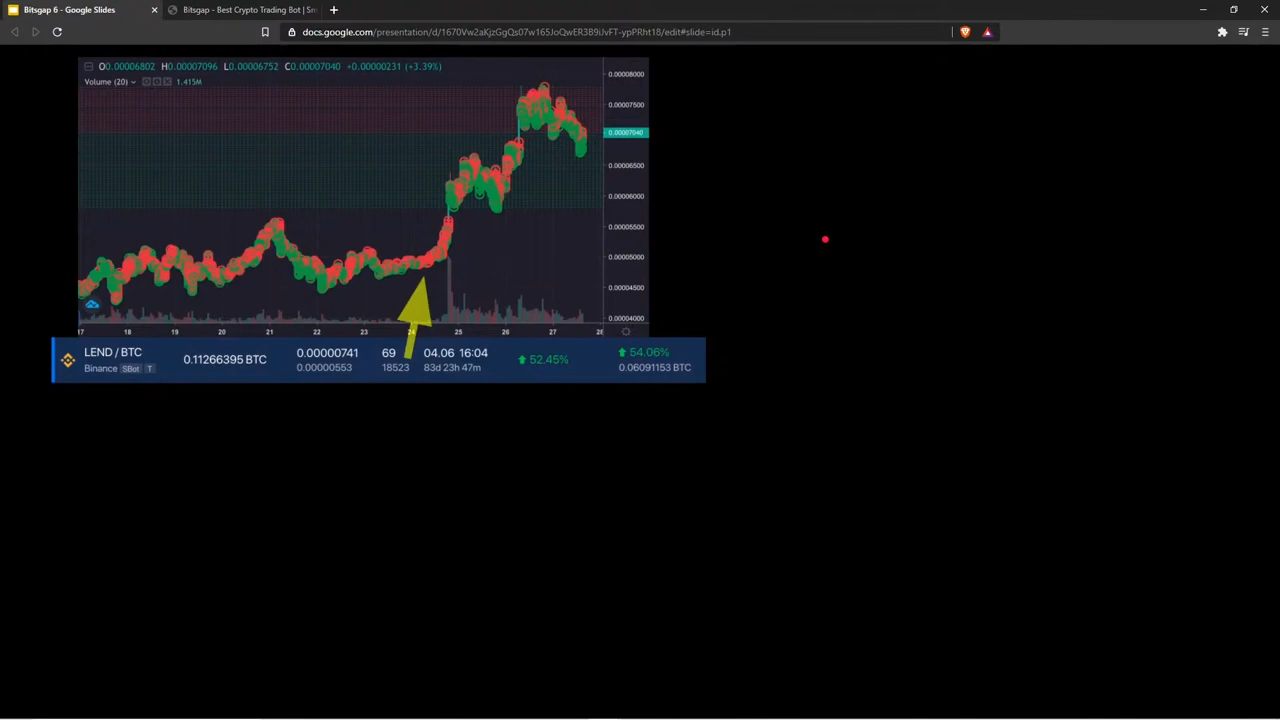 Bitsgap 6 - Google Slides
Bitsgap - Best Crypto Trading Bot | Sm
docs.google.com/presentation/d/1670Vw2aKjzGgQs07w165JoQwER3B9iJvFT-ypPRht18/edit#slide=id.p1
O0.00006802 H0.00007096 L0.00006752 C0.00007040 +0.00000231 (+3.39%)
Volume (20) 1.415M
0.00008000
0.00007500
0.00007040
0.00006500
0.00006000
0.00005500
0.00005000
0.00004500
0.00004000
17 18 19 20 21 22 23 24 25 26 27 28
LEND / BTC 0.11266395 BTC 0.00000741 69 04.06 16:04 52.45% 54.06%
Binance SBot T 0.00000553 18523 83d 23h 47m 0.06091153 BTC